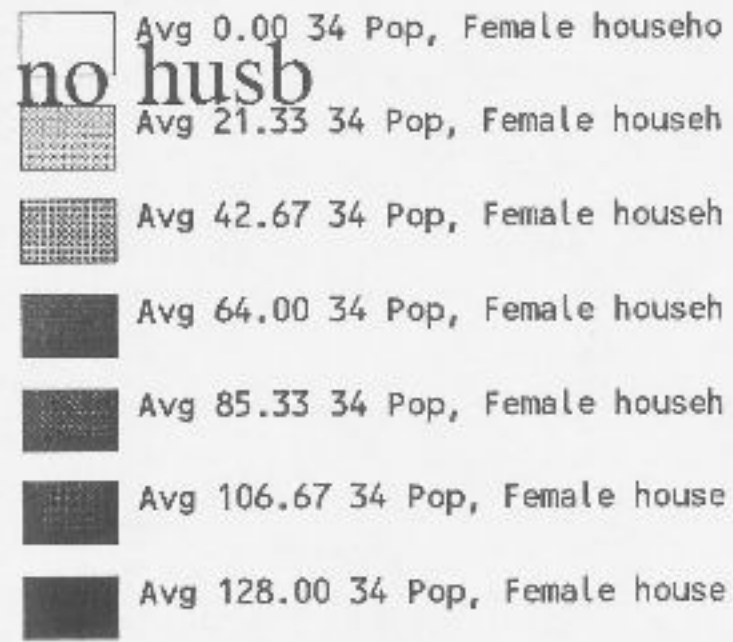 Avg 0.00 34 Pop, Female househo
no husb
Avg 21.33 34 Pop, Female househ
Avg 42.67 34 Pop, Female househ
Avg 64.00 34 Pop, Female househ
Avg 85.33 34 Pop, Female househ
Avg 106.67 34 Pop, Female house
Avg 128.00 34 Pop, Female house